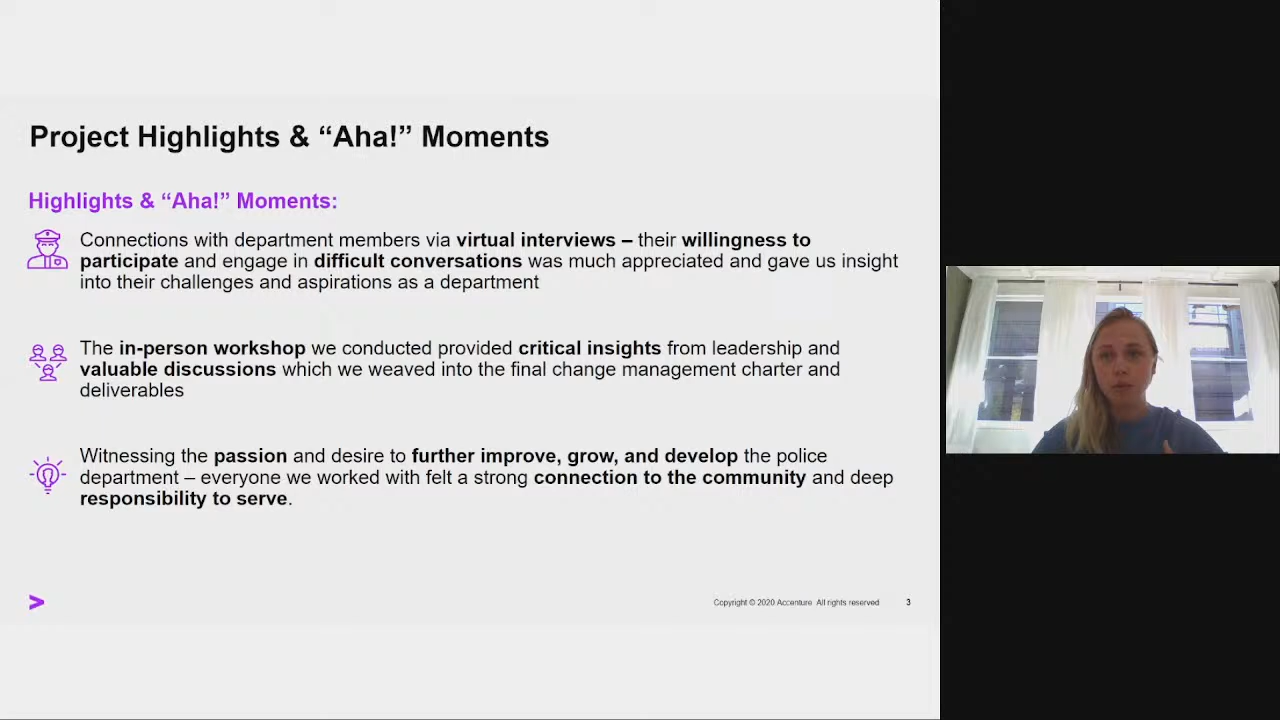 Project Highlights & “Aha!” Moments
Highlights & “Aha!” Moments:
Connections with department members via virtual interviews – their willingness to
participate and engage in difficult conversations was much appreciated and gave us insight
into their challenges and aspirations as a department
The in-person workshop we conducted provided critical insights from leadership and
valuable discussions which we weaved into the final change management charter and
deliverables
Witnessing the passion and desire to further improve, grow, and develop the police
department – everyone we worked with felt a strong connection to the community and deep
responsibility to serve.
Copyright © 2020 Accenture All rights reserved 3